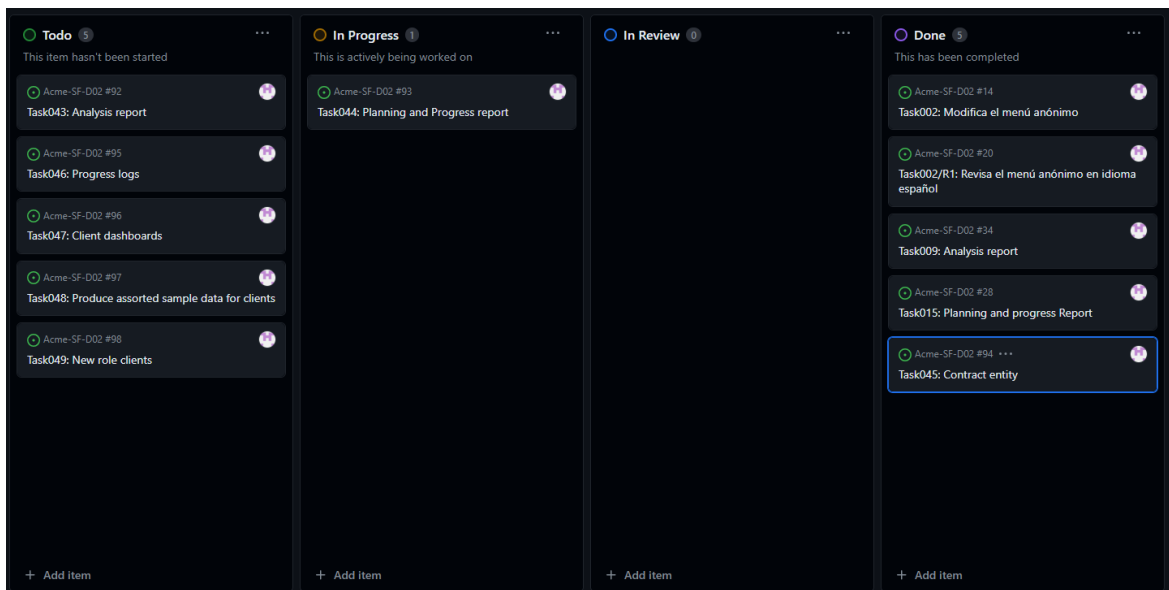 Todo 5 ...
This item hasn't been started
Acme-SF-D02 #92
Task043: Analysis report
Acme-SF-D02 #95
Task046: Progress logs
Acme-SF-D02 #96
Task047: Client dashboards
Acme-SF-D02 #97
Task048: Produce assorted sample data for clients
Acme-SF-D02 #98
Task049: New role clients
+ Add item
In Progress 1 ...
This is actively being worked on
Acme-SF-D02 #93
Task044: Planning and Progress report
+ Add item
In Review 0 ...
+ Add item
Done 5 ...
This has been completed
Acme-SF-D02 #14
Task002: Modifica el menú anónimo
Acme-SF-D02 #20
Task002/R1: Revisa el menú anónimo en idioma
español
Acme-SF-D02 #34
Task009: Analysis report
Acme-SF-D02 #28
Task015: Planning and progress Report
Acme-SF-D02 #94 ...
Task045: Contract entity
+ Add item